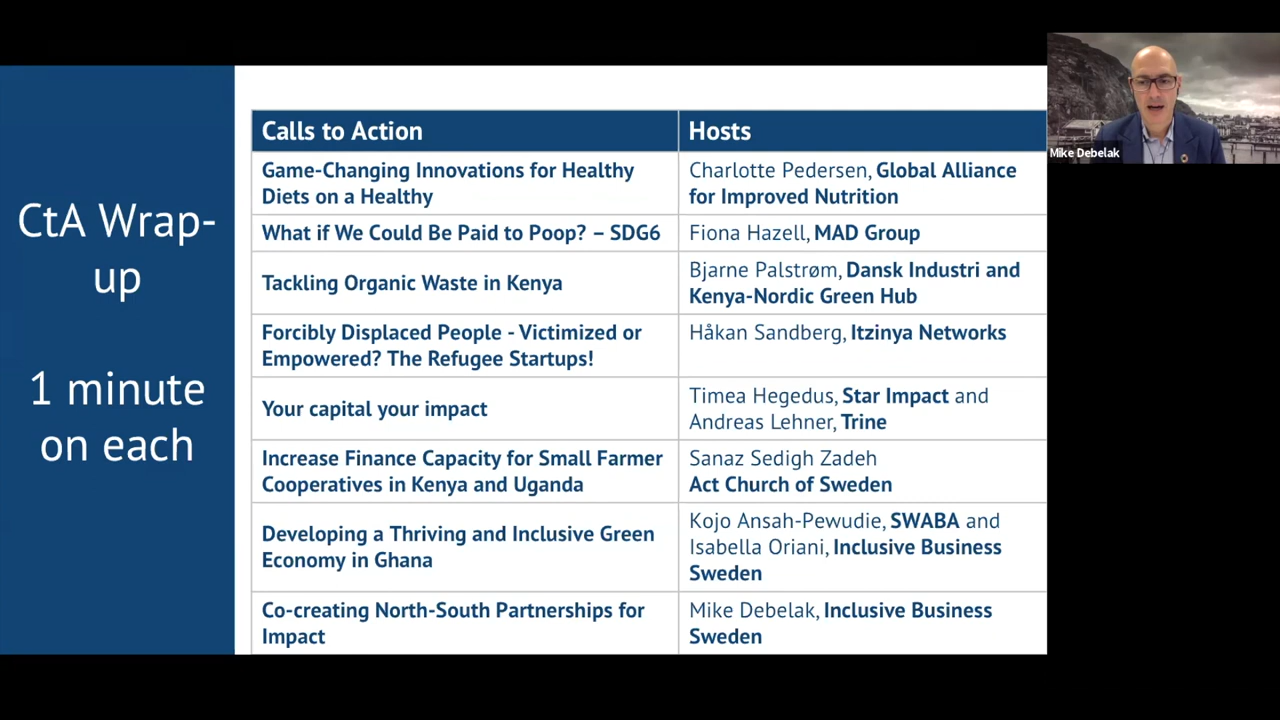 CtA Wrap-
up
1 minute
on each
Calls to Action
Hosts
Game-Changing Innovations for Healthy
Diets on a Healthy
Charlotte Pedersen, Global Alliance
for Improved Nutrition
What if We Could Be Paid to Poop? – SDG6
Fiona Hazell, MAD Group
Tackling Organic Waste in Kenya
Bjarne Palstrøm, Dansk Industri and
Kenya-Nordic Green Hub
Forcibly Displaced People - Victimized or
Empowered? The Refugee Startups!
Håkan Sandberg, Itzinya Networks
Your capital your impact
Timea Hegedus, Star Impact and
Andreas Lehner, Trine
Increase Finance Capacity for Small Farmer
Cooperatives in Kenya and Uganda
Sanaz Sedigh Zadeh
Act Church of Sweden
Developing a Thriving and Inclusive Green
Economy in Ghana
Kojo Ansah-Pewudie, SWABA and
Isabella Oriani, Inclusive Business
Sweden
Co-creating North-South Partnerships for
Impact
Mike Debelak, Inclusive Business
Sweden
Mike Debelak